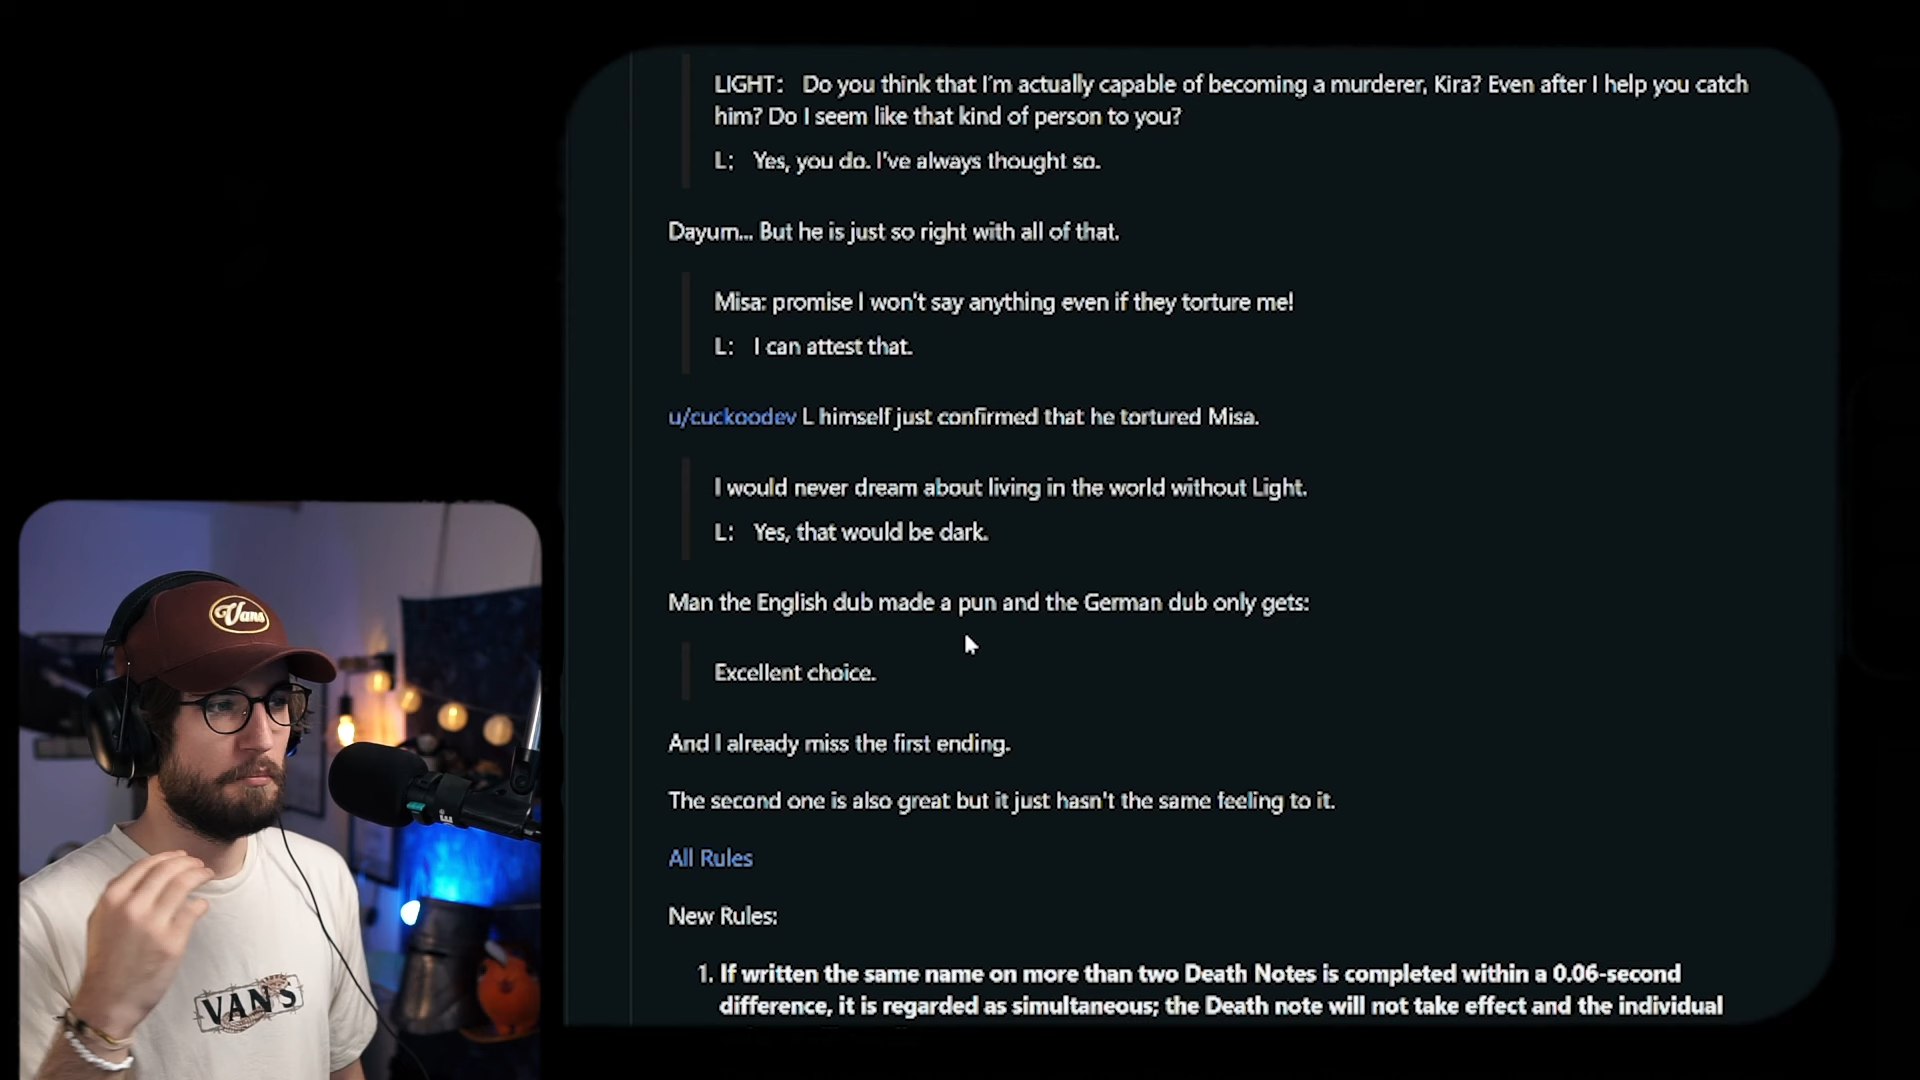 LIGHT: Do you think that I'm actually capable of becoming a murderer, Kira? Even after I help you catch
him? Do I seem like that kind of person to you?
L: Yes, you do. I've always thought so.
Dayum... But he is just so right with all of that.
Misa: promise I won't say anything even if they torture me!
L: I can attest that.
u/cuckoodev L himself just confirmed that he tortured Misa.
I would never dream about living in the world without Light.
L: Yes, that would be dark.
Man the English dub made a pun and the German dub only gets:
Excellent choice.
And I already miss the first ending.
The second one is also great but it just hasn't the same feeling to it.
All Rules
New Rules:
1. If written the same name on more than two Death Notes is completed within a 0.06-second
difference, it is regarded as simultaneous; the Death note will not take effect and the individual
Vans
VANS